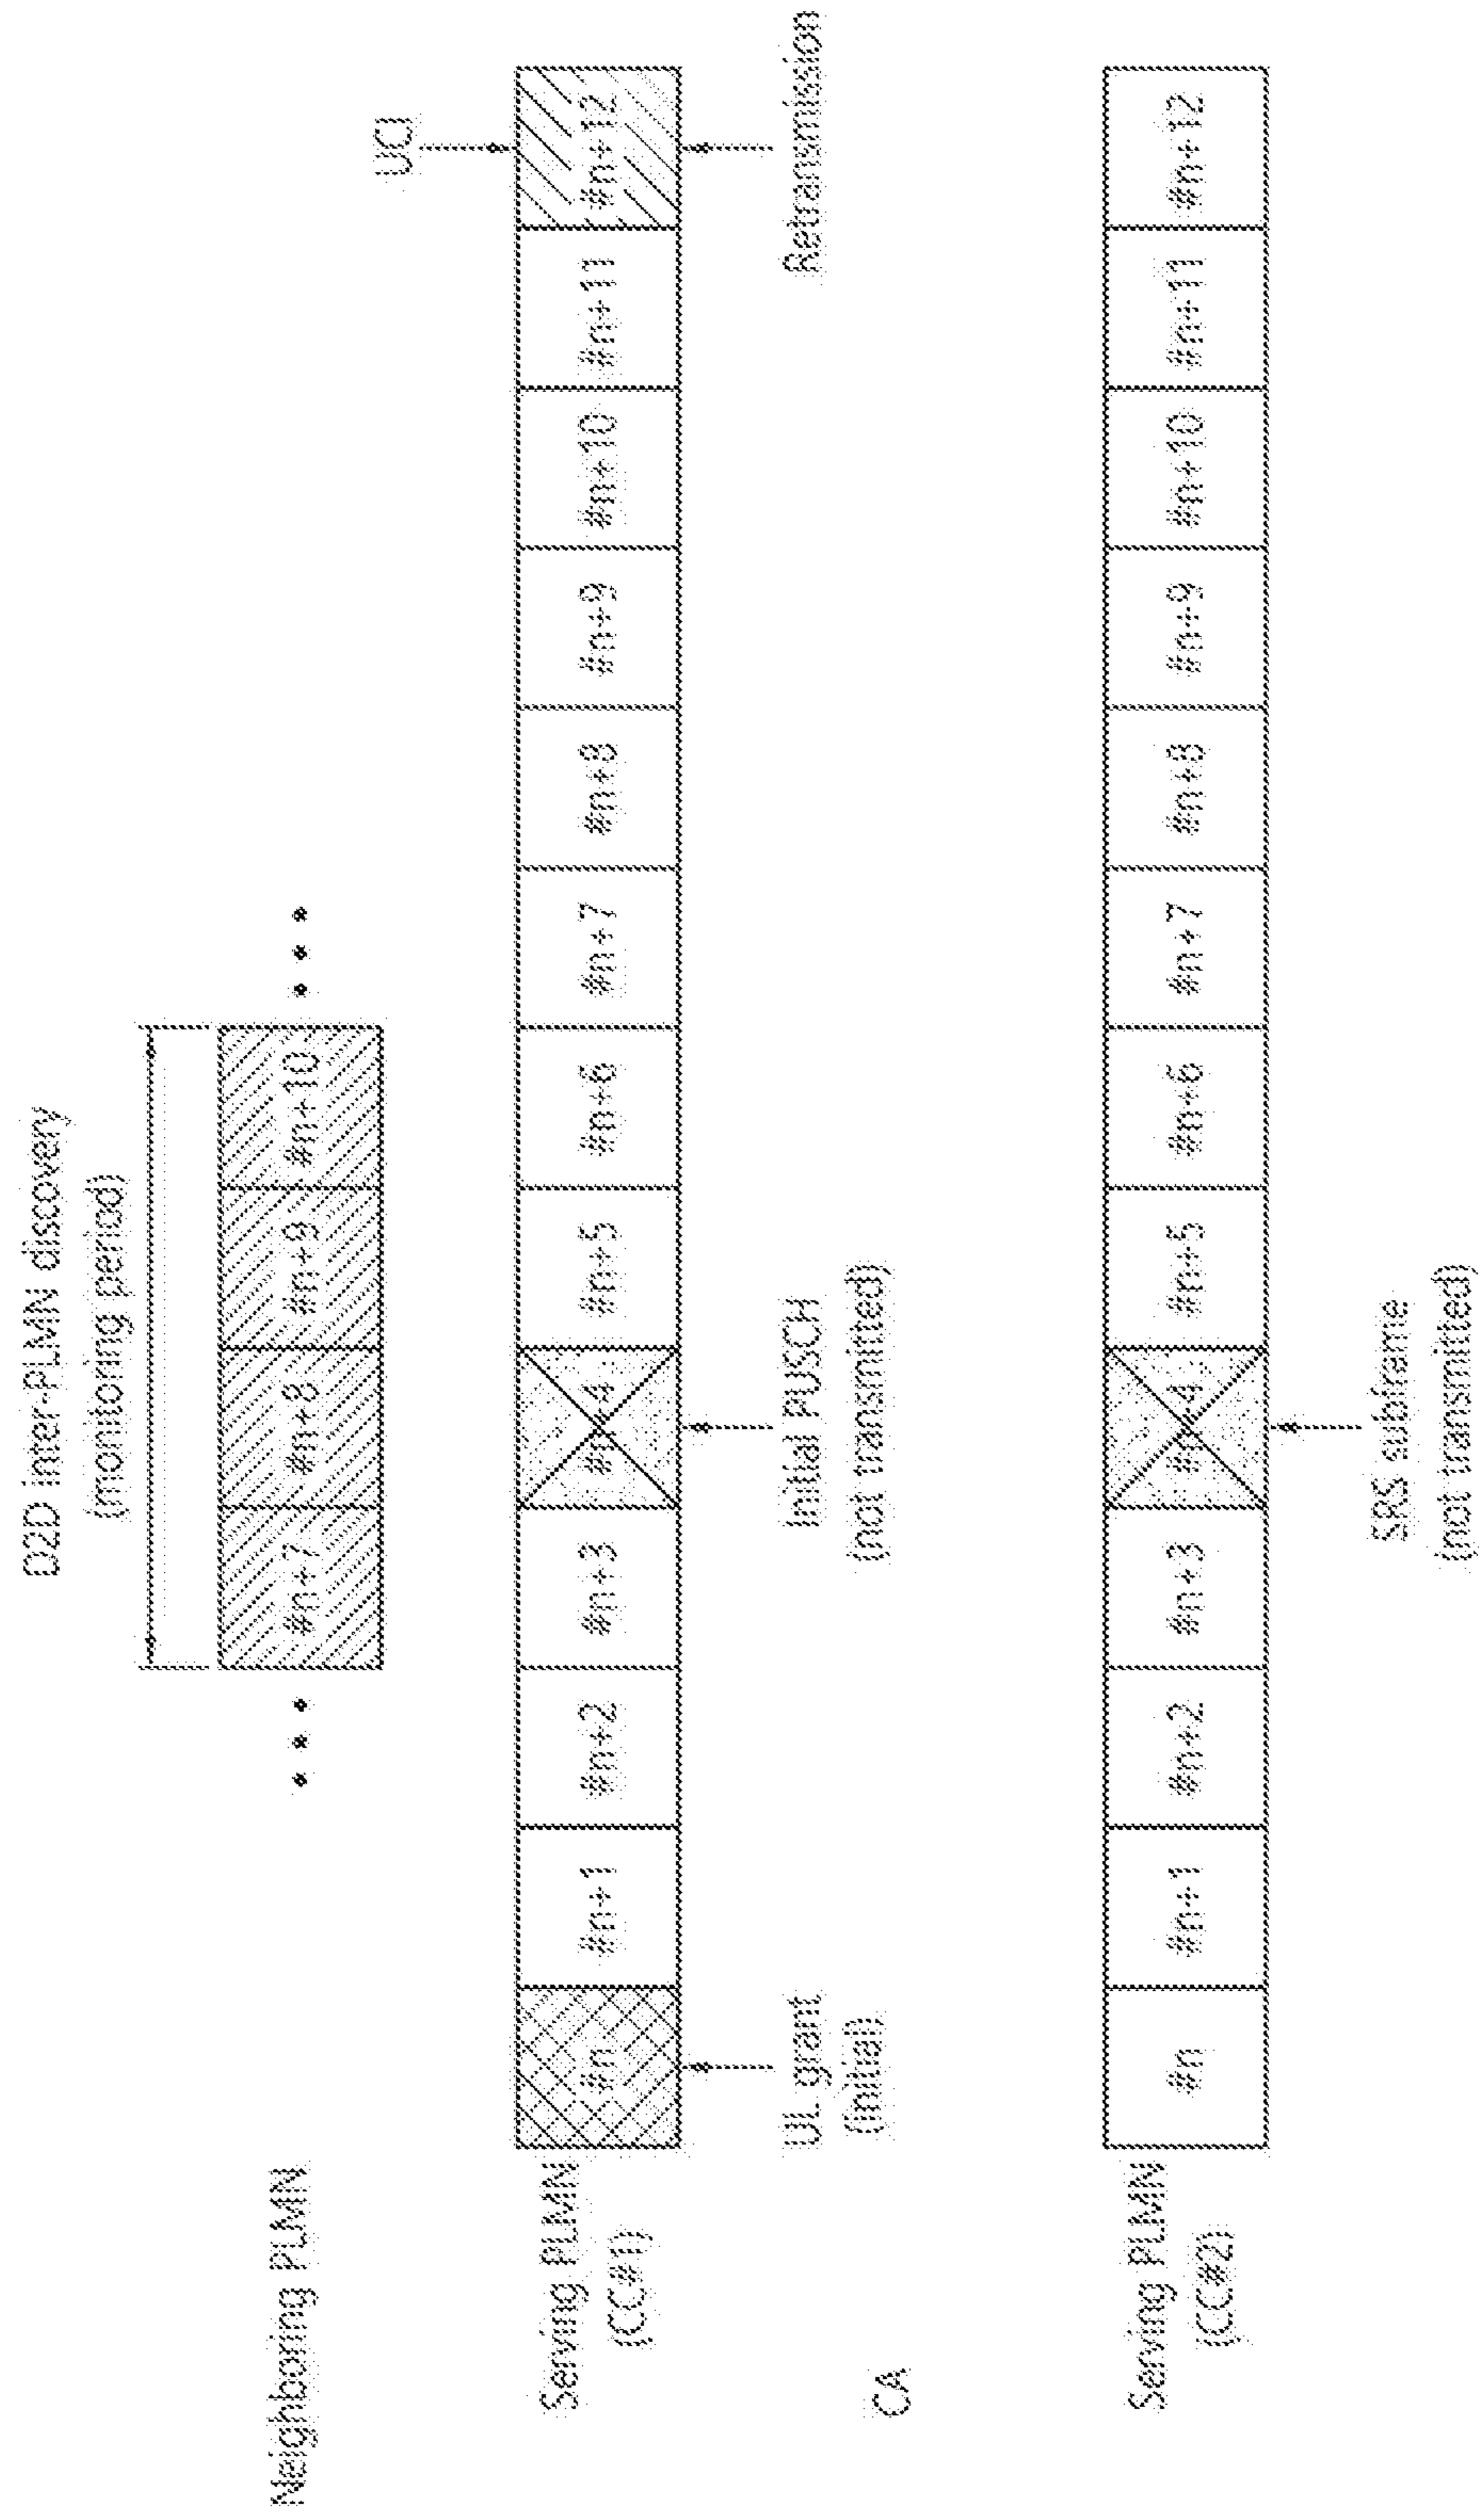 D2D inter-PLMN discovery
(monitoring period)
Neighboring PLMN
#n+7
#n+8
#n+9
#n+10
UCI
Serving PLMN
(CC#1)
#n
#n+1
#n+2
#n+3
#n+4
#n+5
#n+6
#n+7
#n+8
#n+9
#n+10
#n+11
#n+12
UL grant
(initial)
Initial PUSCH
(not transmitted)
Retransmission
CA
Serving PLMN
(CC#2)
#n
#n+1
#n+2
#n+3
#n+4
#n+5
#n+6
#n+7
#n+8
#n+9
#n+10
#n+11
#n+12
SRS subframe
(not transmitted)